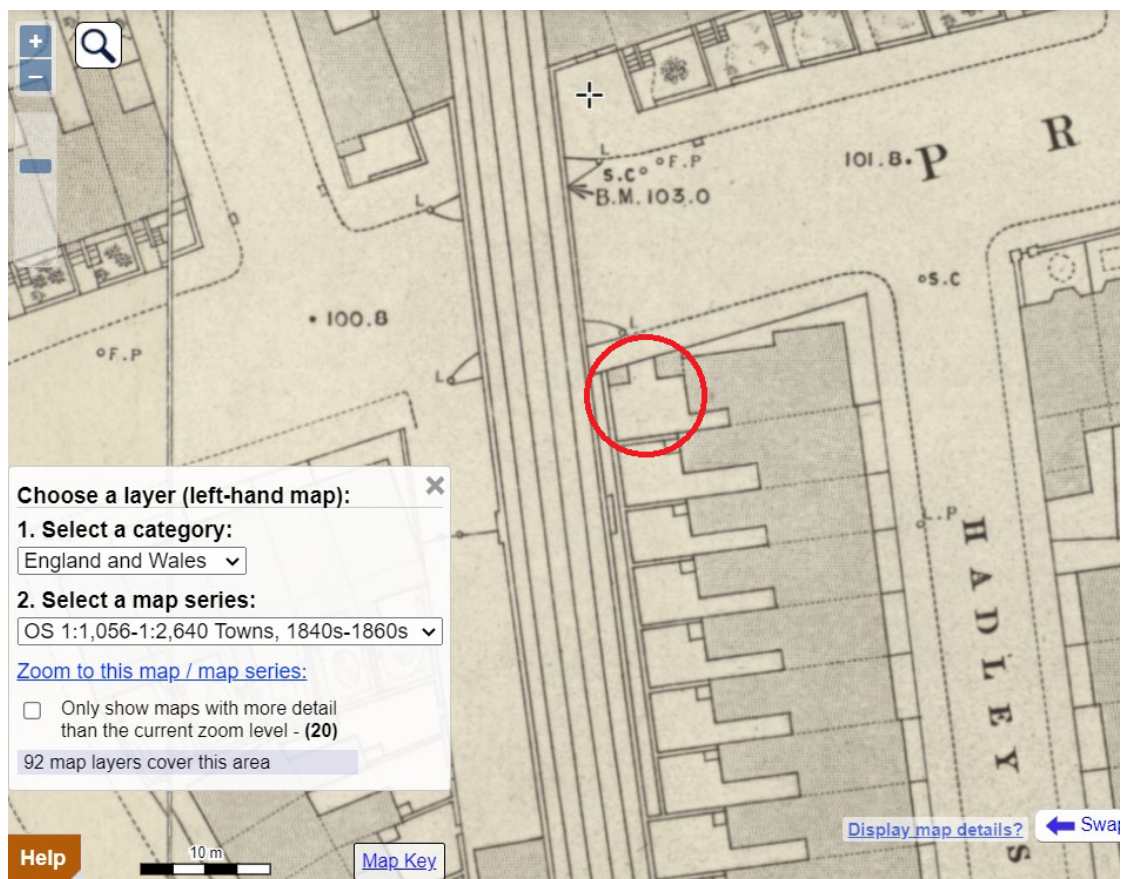 +
−
L
S.C
F.P
B.M. 103.0
101.8.
P R
L
S.C
• 100.8
F.P
L
L
L.P
H
A
D
L
E
Y
S
Choose a layer (left-hand map):
1. Select a category:
England and Wales
2. Select a map series:
OS 1:1,056-1:2,640 Towns, 1840s-1860s
Zoom to this map / map series:
Only show maps with more detail
than the current zoom level - (20)
92 map layers cover this area
Display map details?
Swap
Help
10 m
Map Key